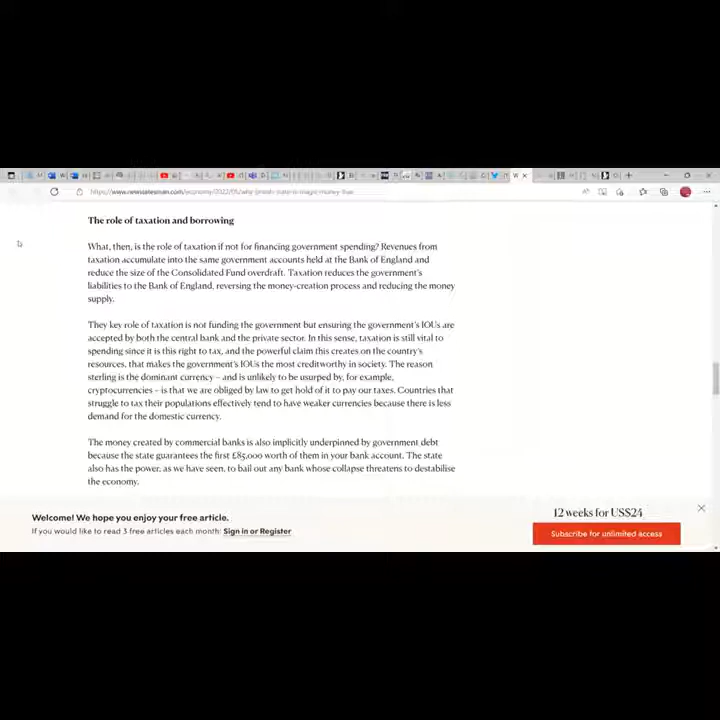 The role of taxation and borrowing
What, then, is the role of taxation if not for financing government spending? Revenues from
taxation accumulate into the same government accounts held at the Bank of England and
reduce the size of the Consolidated Fund overdraft. Taxation reduces the government's
liabilities to the Bank of England, reversing the money-creation process and reducing the money
supply.
They key role of taxation is not funding the government but ensuring the government's IOUs are
accepted by both the central bank and the private sector. In this sense, taxation is still vital to
spending since it is this right to tax, and the powerful claim this creates on the country's
resources, that makes the government's IOUs the most creditworthy in society. The reason
sterling is the dominant currency – and is unlikely to be usurped by, for example,
cryptocurrencies – is that we are obliged by law to get hold of it to pay our taxes. Countries that
struggle to tax their populations effectively tend to have weaker currencies because there is less
demand for the domestic currency.
The money created by commercial banks is also implicitly underpinned by government debt
because the state guarantees the first £85,000 worth of them in your bank account. The state
also has the power, as we have seen, to bail out any bank whose collapse threatens to destabilise
the economy.
Welcome! We hope you enjoy your free article.
If you would like to read 3 free articles each month: Sign in or Register
12 weeks for US$24
Subscribe for unlimited access